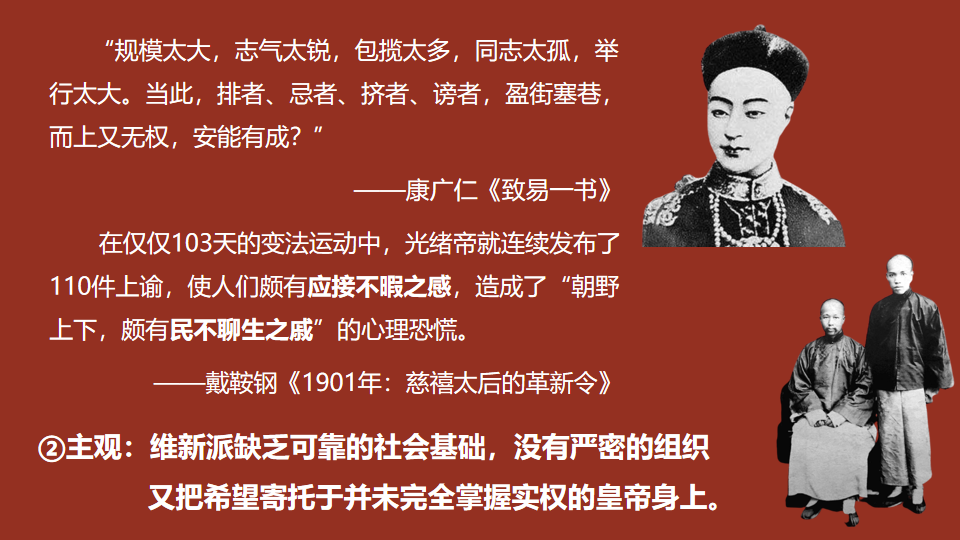 “规模太大，志气太锐，包揽太多，同志太孤，举
行太大。当此，排者、忌者、挤者、谤者，盈街塞巷，
而上又无权，安能有成？”
——康广仁《致易一书》
在仅仅103天的变法运动中，光绪帝就连续发布了
110件上谕，使人们颇有应接不暇之感，造成了“朝野
上下，颇有民不聊生之戚”的心理恐慌。
——戴鞍钢《1901年：慈禧太后的革新令》
②主观：维新派缺乏可靠的社会基础，没有严密的组织
又把希望寄托于并未完全掌握实权的皇帝身上。